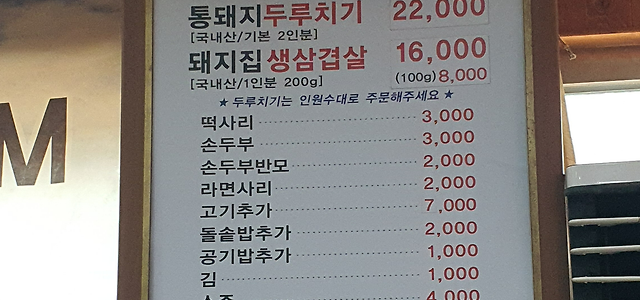 통돼지두루치기 22,000
[국내산/기본 2인분]
돼지집 생삼겹살 16,000
[국내산/1인분 200g] (100g) 8,000
★ 두루치기는 인원수대로 주문해주세요 ★
떡사리 3,000
손두부 3,000
손두부반모 2,000
라면사리 2,000
고기추가 7,000
돌솥밥추가 2,000
공기밥추가 1,000
김 1,000
소주 4,000
M